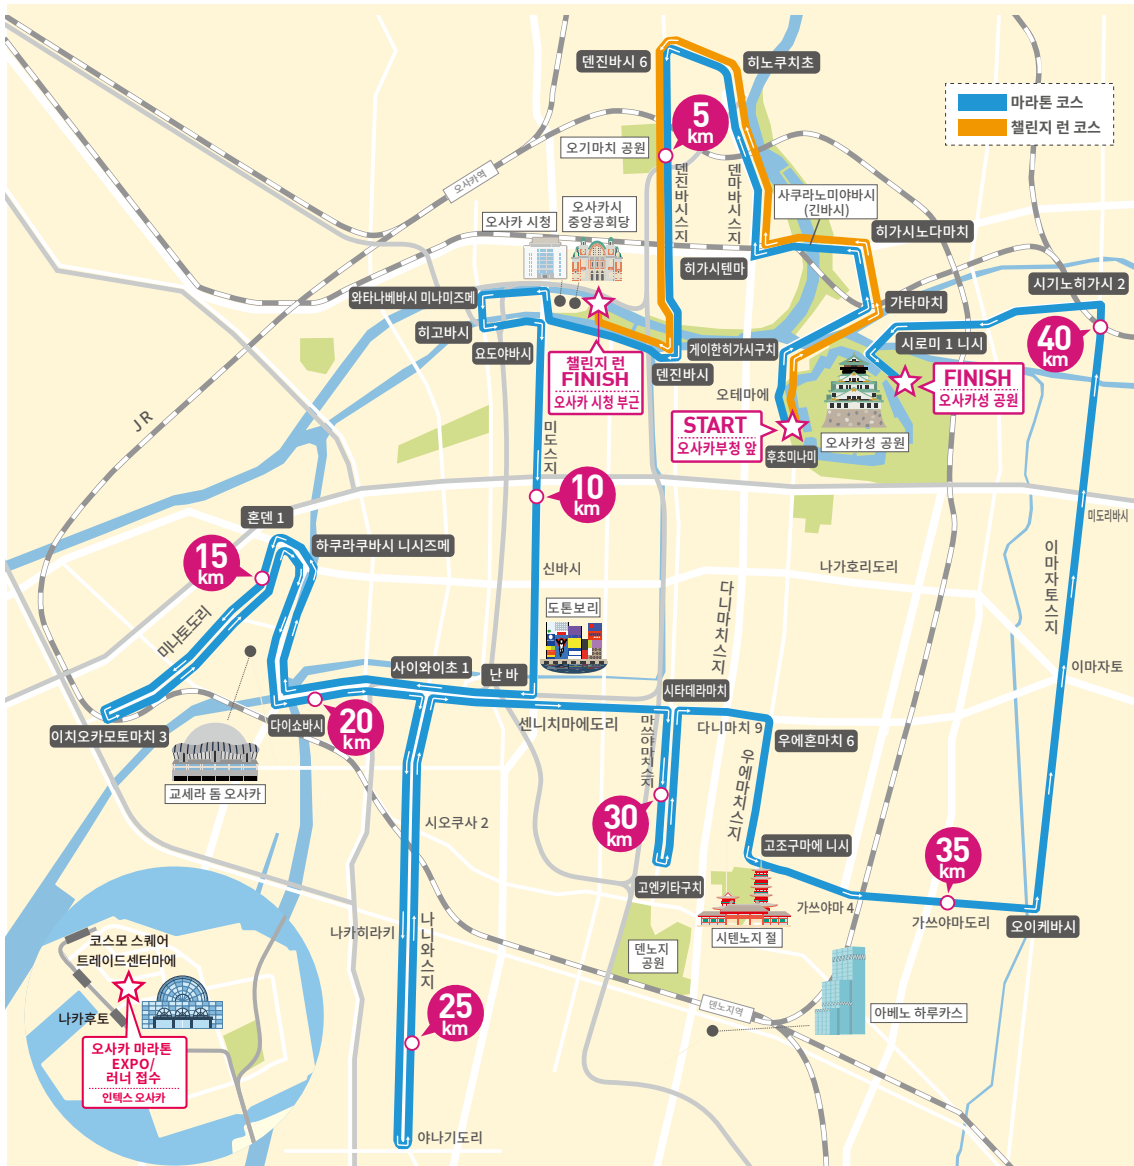 마라톤 코스
챌린지 런 코스
덴진바시 6
히노쿠치초
5
km
오기마치 공원
덴진바시스지
덴마바시스지
사쿠라노미야바시
(긴바시)
오사카역
오사카 시청
오사카시
중앙공회당
히가시노다마치
히가시텐마
시기노히가시 2
와타나베바시 미나미즈메
가타마치
히고바시
요도야바시
게이한히가시구치
시로미 1 니시
40
km
챌린지 런
FINISH
오사카 시청 부근
덴진바시
오테마에
FINISH
오사카성 공원
START
오사카부청 앞
오사카성 공원
후초미나미
JR
미도스지
10
km
혼덴 1
미도리바시
하쿠라쿠바시 니시즈메
15
km
신바시
나가호리도리
이마자토스지
다니마치스지
도톤보리
미나토도리
사이와이초 1
난 바
이마자토
시타데라마치
이치오카모토마치 3
다이쇼바시
20
km
센니치마에도리
마쓰야마치스지
다니마치 9
우에혼마치 6
우에마치스지
교세라 돔 오사카
시오쿠사 2
30
km
고조구마에 니시
35
km
고엔키타구치
가쓰야마 4
가쓰야마도리
오이케바시
나카히라키
나니와스지
시텐노지 절
덴노지
공원
코스모 스퀘어
트레이드센터마에
나카후토
덴노지역
아베노 하루카스
25
km
오사카 마라톤
EXPO/
러너 접수
인텍스 오사카
야나기도리